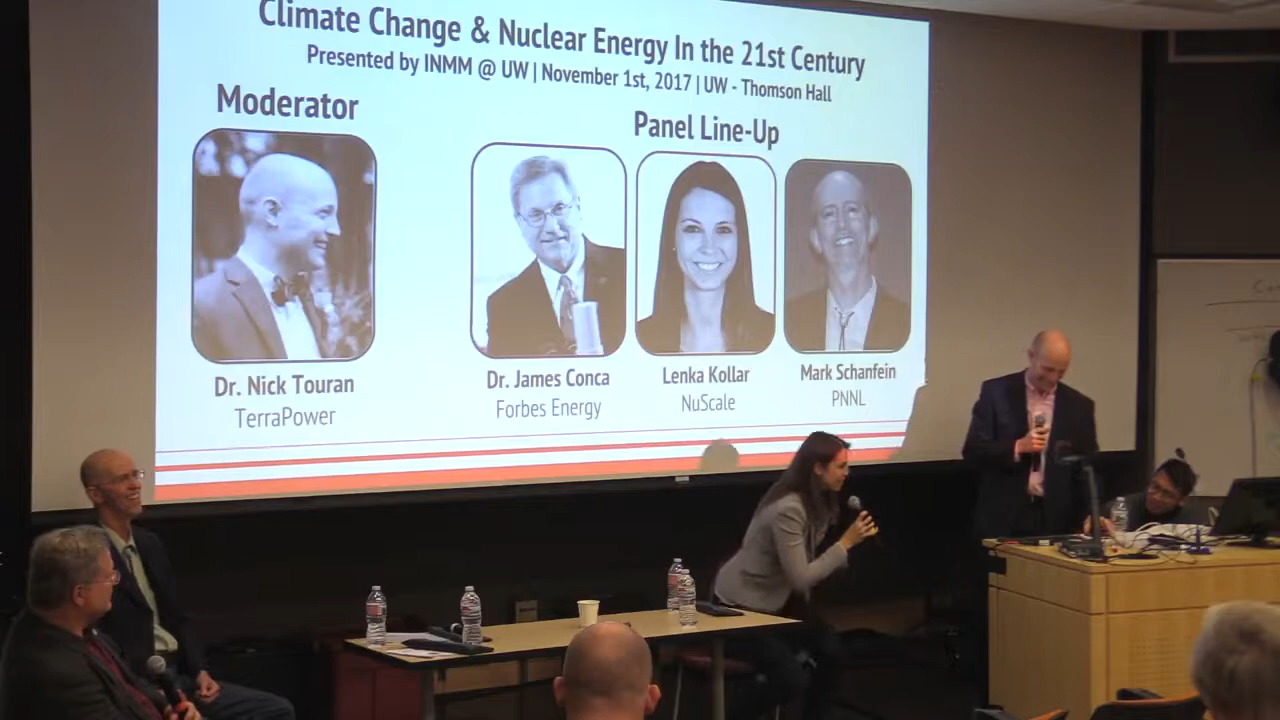 Climate Change & Nuclear Energy In the 21st Century
Presented by INMM @ UW | November 1st, 2017 | UW - Thomson Hall
Moderator
Panel Line-Up
Dr. Nick Touran
TerraPower
Dr. James Conca
Forbes Energy
Lenka Kollar
NuScale
Mark Schanfein
PNNL